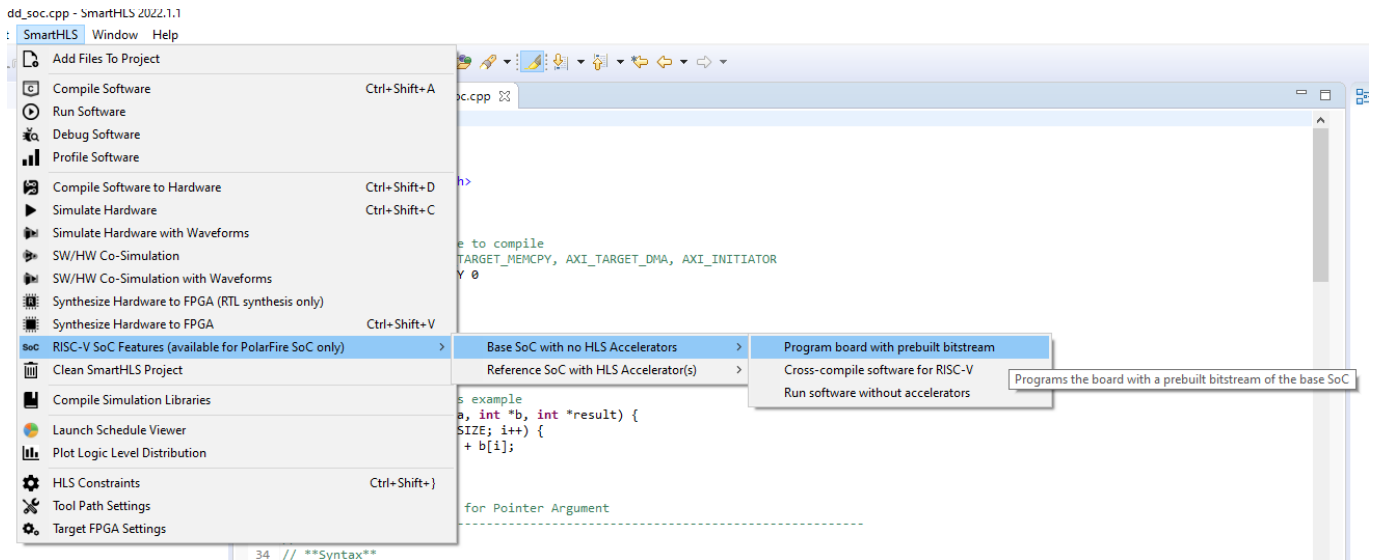 dd_soc.cpp - SmartHLS 2022.1.1
SmartHLS Window Help
Add Files To Project
Compile Software Ctrl+Shift+A
Run Software
Debug Software
Profile Software
Compile Software to Hardware Ctrl+Shift+D
Simulate Hardware Ctrl+Shift+C
Simulate Hardware with Waveforms
SW/HW Co-Simulation
SW/HW Co-Simulation with Waveforms
Synthesize Hardware to FPGA (RTL synthesis only)
Synthesize Hardware to FPGA Ctrl+Shift+V
SoC RISC-V SoC Features (available for PolarFire SoC only)
Clean SmartHLS Project
Compile Simulation Libraries
Launch Schedule Viewer
Plot Logic Level Distribution
HLS Constraints Ctrl+Shift+}
Tool Path Settings
Target FPGA Settings
Base SoC with no HLS Accelerators
Reference SoC with HLS Accelerator(s)
Program board with prebuilt bitstream
Cross-compile software for RISC-V
Run software without accelerators
Programs the board with a prebuilt bitstream of the base SoC
oc.cpp
h>
e to compile
TARGET_MEMCPY, AXI_TARGET_DMA, AXI_INITIATOR
Y 0
s example
a, int *b, int *result) {
SIZE; i++) {
+ b[i];
for Pointer Argument
--------------------------------------------------------
34 // **Syntax**